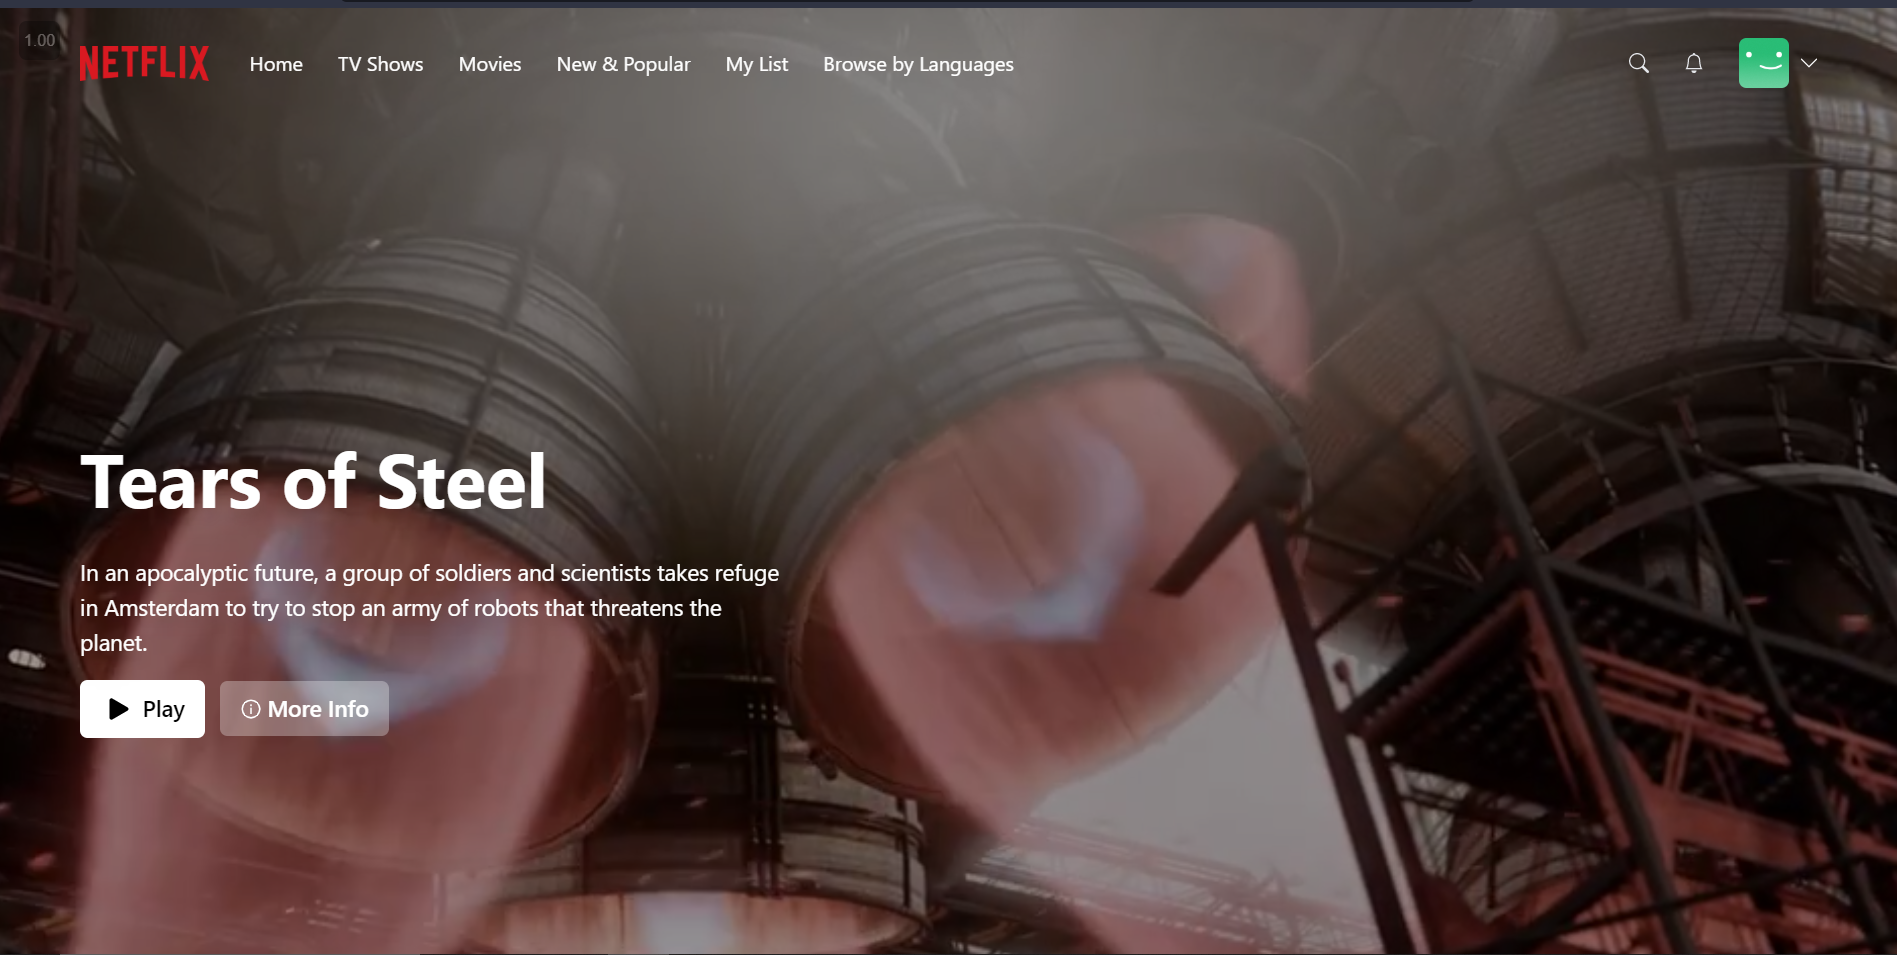 1.00
NETFLIX
Home
TV Shows
Movies
New & Popular
My List
Browse by Languages
Tears of Steel
In an apocalyptic future, a group of soldiers and scientists takes refuge
in Amsterdam to try to stop an army of robots that threatens the
planet.
Play
More Info